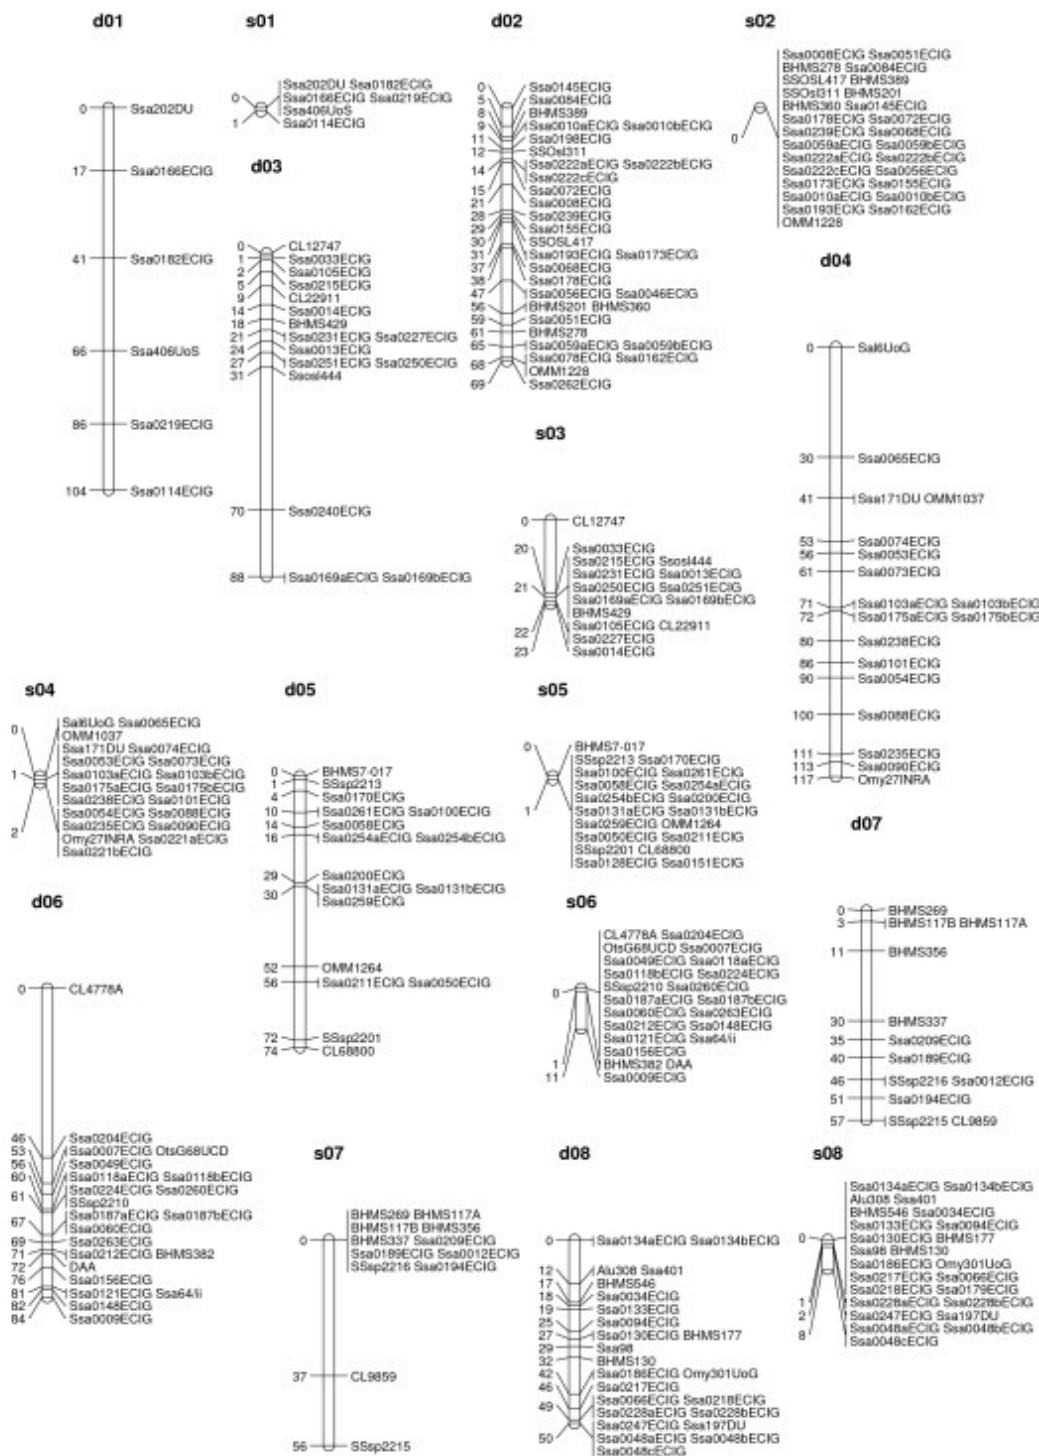 d01
0 Ssa202DU
17 Ssa0166ECIG
41 Ssa0182ECIG
66 Ssa406UoS
86 Ssa0219ECIG
104 Ssa0114ECIG
s01
Ssa202DU Ssa0182ECIG
0 Ssa0166ECIG Ssa0219ECIG
Ssa406UoS
1 Ssa0114ECIG
d03
0 CL12747
1 Ssa0033ECIG
2 Ssa0105ECIG
5 Ssa0215ECIG
9 CL22911
14 Ssa0014ECIG
18 BHMS429
21 Ssa0231ECIG Ssa0227ECIG
24 Ssa0013ECIG
27 Ssa0251ECIG Ssa0250ECIG
31 Ssosl444
70 Ssa0240ECIG
88 Ssa0169aECIG Ssa0169bECIG
d02
0 Ssa0145ECIG
5 Ssa0084ECIG
8 BHMS389
9 Ssa0010aECIG Ssa0010bECIG
11 Ssa0198ECIG
12 SSOsl311
14 Ssa0222aECIG Ssa0222bECIG
Ssa0222cECIG
15 Ssa0072ECIG
21 Ssa0008ECIG
28 Ssa0239ECIG
29 Ssa0155ECIG
30 SSOSL417
31 Ssa0193ECIG Ssa0173ECIG
37 Ssa0068ECIG
38 Ssa0178ECIG
47 Ssa0056ECIG Ssa0046ECIG
56 BHMS201 BHMS360
59 Ssa0051ECIG
61 BHMS278
65 Ssa0059aECIG Ssa0059bECIG
68 Ssa0078ECIG Ssa0162ECIG
OMM1228
69 Ssa0262ECIG
s02
Ssa0008ECIG Ssa0051ECIG
BHMS278 Ssa0084ECIG
SSOSL417 BHMS389
SSOsl311 BHMS201
BHMS360 Ssa0145ECIG
Ssa0178ECIG Ssa0072ECIG
0 Ssa0239ECIG Ssa0068ECIG
Ssa0059aECIG Ssa0059bECIG
Ssa0222aECIG Ssa0222bECIG
Ssa0222cECIG Ssa0056ECIG
Ssa0173ECIG Ssa0155ECIG
Ssa0010aECIG Ssa0010bECIG
Ssa0193ECIG Ssa0162ECIG
OMM1228
s03
0 CL12747
20 Ssa0033ECIG
Ssa0215ECIG Ssosl444
Ssa0231ECIG Ssa0013ECIG
21 Ssa0250ECIG Ssa0251ECIG
Ssa0169aECIG Ssa0169bECIG
BHMS429
22 Ssa0105ECIG CL22911
Ssa0227ECIG
23 Ssa0014ECIG
d04
0 Sal6UoG
30 Ssa0065ECIG
41 Ssa171DU OMM1037
53 Ssa0074ECIG
56 Ssa0053ECIG
61 Ssa0073ECIG
71 Ssa0103aECIG Ssa0103bECIG
72 Ssa0175aECIG Ssa0175bECIG
80 Ssa0238ECIG
86 Ssa0101ECIG
90 Ssa0054ECIG
100 Ssa0088ECIG
111 Ssa0235ECIG
113 Ssa0090ECIG
117 Omy27INRA
s04
0 Sal6UoG Ssa0065ECIG
OMM1037
Ssa171DU Ssa0074ECIG
Ssa0053ECIG Ssa0073ECIG
1 Ssa0103aECIG Ssa0103bECIG
Ssa0175aECIG Ssa0175bECIG
Ssa0238ECIG Ssa0101ECIG
Ssa0054ECIG Ssa0088ECIG
Ssa0235ECIG Ssa0090ECIG
2 Omy27INRA Ssa0221aECIG
Ssa0221bECIG
d05
0 BHMS7-017
1 SSsp2213
4 Ssa0170ECIG
10 Ssa0261ECIG Ssa0100ECIG
14 Ssa0058ECIG
16 Ssa0254aECIG Ssa0254bECIG
29 Ssa0200ECIG
30 Ssa0131aECIG Ssa0131bECIG
Ssa0259ECIG
52 OMM1264
56 Ssa0211ECIG Ssa0050ECIG
72 SSsp2201
74 CL68800
s05
0 BHMS7-017
SSsp2213 Ssa0170ECIG
Ssa0100ECIG Ssa0261ECIG
Ssa0058ECIG Ssa0254aECIG
Ssa0254bECIG Ssa0200ECIG
1 Ssa0131aECIG Ssa0131bECIG
Ssa0259ECIG OMM1264
Ssa0050ECIG Ssa0211ECIG
SSsp2201 CL68800
Ssa0128ECIG Ssa0151ECIG
d07
0 BHMS269
3 BHMS117B BHMS117A
11 BHMS356
30 BHMS337
35 Ssa0209ECIG
40 Ssa0189ECIG
46 SSsp2216 Ssa0012ECIG
51 Ssa0194ECIG
57 SSsp2215 CL9859
d06
0 CL4778A
46 Ssa0204ECIG
53 Ssa0007ECIG OtsG68UCD
56 Ssa0049ECIG
60 Ssa0118aECIG Ssa0118bECIG
61 Ssa0224ECIG Ssa0260ECIG
SSsp2210
67 Ssa0187aECIG Ssa0187bECIG
Ssa0060ECIG
69 Ssa0263ECIG
71 Ssa0212ECIG BHMS382
72 DAA
76 Ssa0156ECIG
81 Ssa0121ECIG Ssa64/ii
82 Ssa0148ECIG
84 Ssa0009ECIG
s06
CL4778A Ssa0204ECIG
OtsG68UCD Ssa0007ECIG
Ssa0049ECIG Ssa0118aECIG
Ssa0118bECIG Ssa0224ECIG
0 SSsp2210 Ssa0260ECIG
Ssa0187aECIG Ssa0187bECIG
Ssa0060ECIG Ssa0263ECIG
Ssa0212ECIG Ssa0148ECIG
Ssa0121ECIG Ssa64/ii
Ssa0156ECIG
1 BHMS382 DAA
11 Ssa0009ECIG
s07
BHMS269 BHMS117A
BHMS117B BHMS356
0 BHMS337 Ssa0209ECIG
Ssa0189ECIG Ssa0012ECIG
SSsp2216 Ssa0194ECIG
37 CL9859
56 SSsp2215
d08
0 Ssa0134aECIG Ssa0134bECIG
12 Alu308 Ssa401
17 BHMS546
18 Ssa0034ECIG
19 Ssa0133ECIG
25 Ssa0094ECIG
27 Ssa0130ECIG BHMS177
29 Ssa98
32 BHMS130
42 Ssa0186ECIG Omy301UoG
46 Ssa0217ECIG
49 Ssa0066ECIG Ssa0218ECIG
Ssa0228aECIG Ssa0228bECIG
Ssa0247ECIG Ssa197DU
50 Ssa0048aECIG Ssa0048bECIG
Ssa0048cECIG
s08
Ssa0134aECIG Ssa0134bECIG
Alu308 Ssa401
BHMS546 Ssa0034ECIG
Ssa0133ECIG Ssa0094ECIG
0 Ssa0130ECIG BHMS177
Ssa98 BHMS130
Ssa0186ECIG Omy301UoG
Ssa0217ECIG Ssa0066ECIG
Ssa0218ECIG Ssa0179ECIG
1 Ssa0228aECIG Ssa0228bECIG
2 Ssa0247ECIG Ssa197DU
8 Ssa0048aECIG Ssa0048bECIG
Ssa0048cECIG